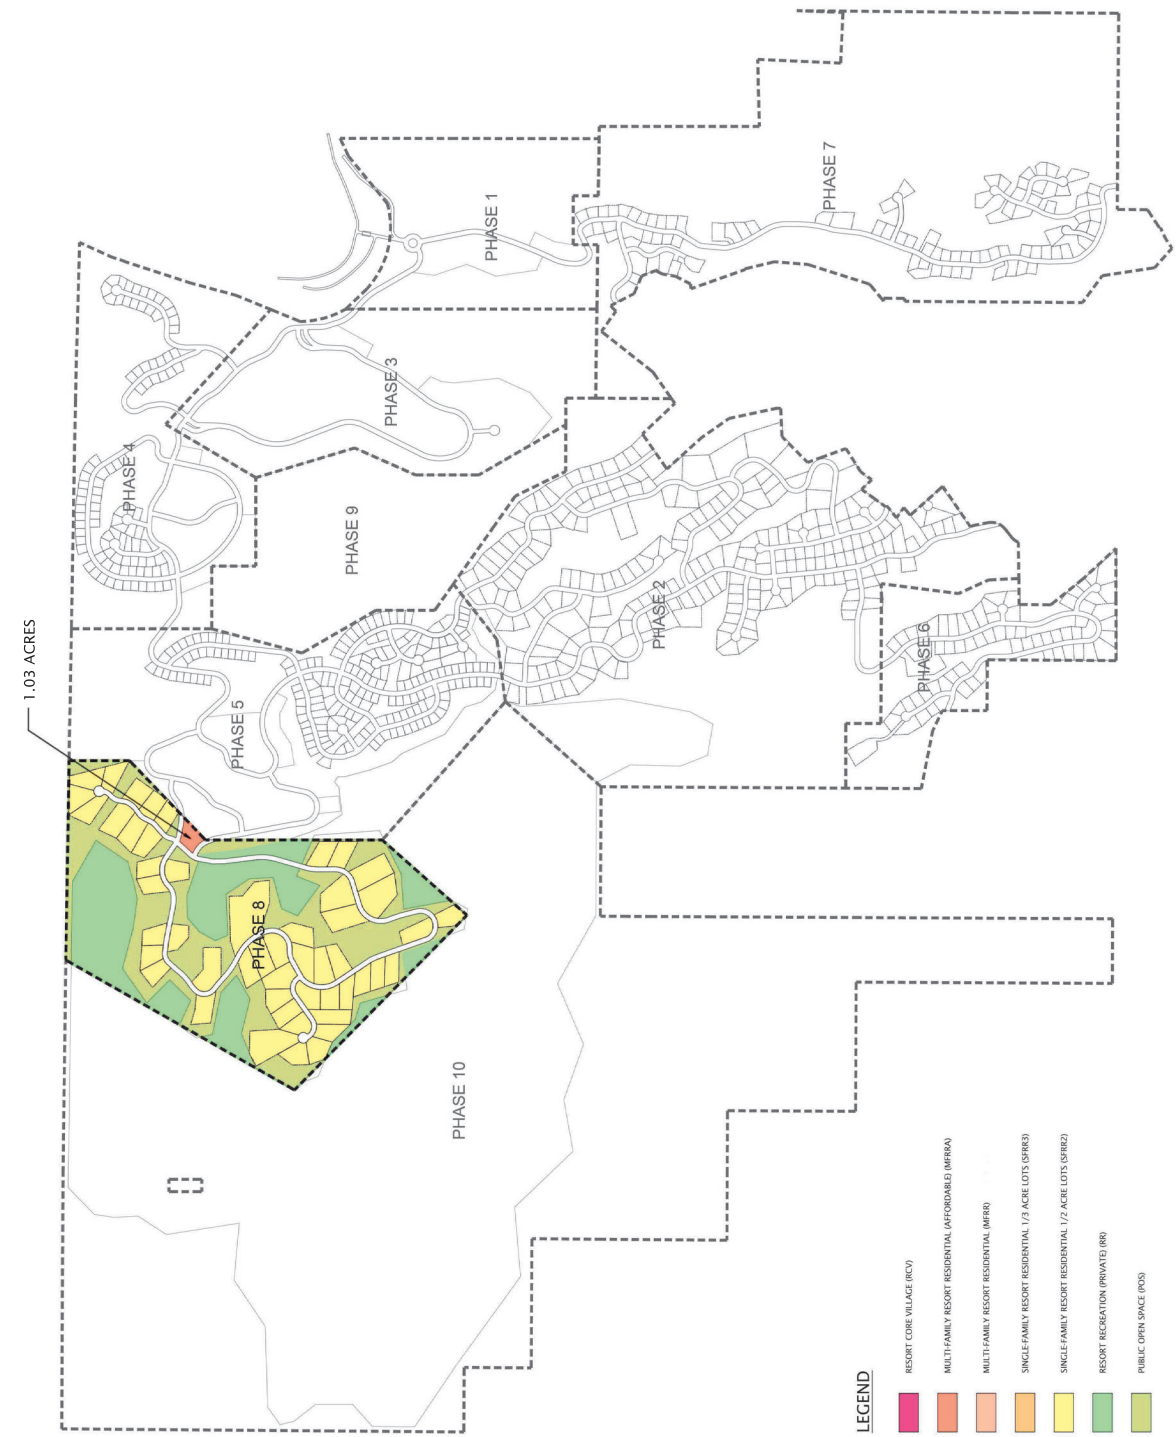 1.03 ACRES
PHASE 4
PHASE 1
PHASE 7
PHASE 3
PHASE 9
PHASE 5
PHASE 2
PHASE 6
PHASE 8
PHASE 10
LEGEND
RESORT CORE VILLAGE (RCV)
MULTI-FAMILY RESORT RESIDENTIAL (AFFORDABLE) (MFRRA)
MULTI-FAMILY RESORT RESIDENTIAL (MFRR)
SINGLE-FAMILY RESORT RESIDENTIAL 1/3 ACRE LOTS (SFRR3)
SINGLE-FAMILY RESORT RESIDENTIAL 1/2 ACRE LOTS (SFRR2)
RESORT RECREATION (PRIVATE) (RR)
PUBLIC OPEN SPACE (POS)